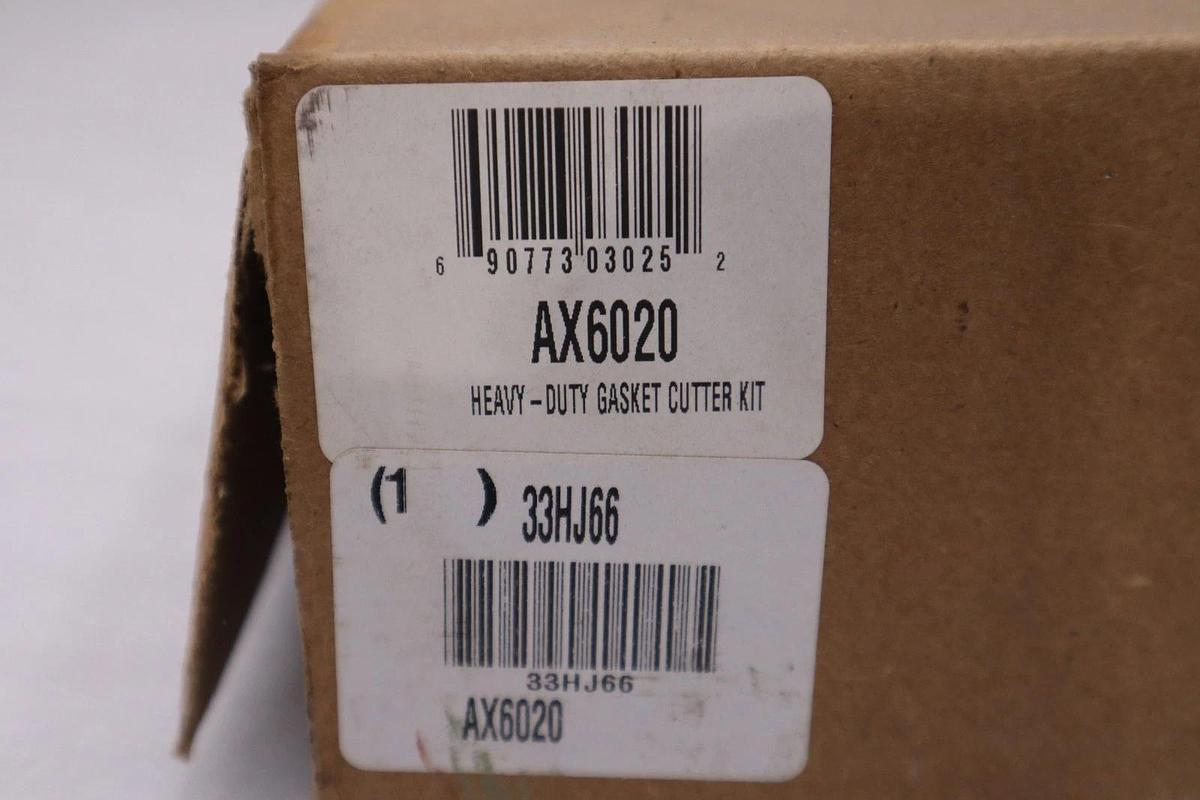 6 90773 03025 2
AX6020
HEAVY-DUTY GASKET CUTTER KIT
(1 ) 33HJ66
33HJ66
AX6020